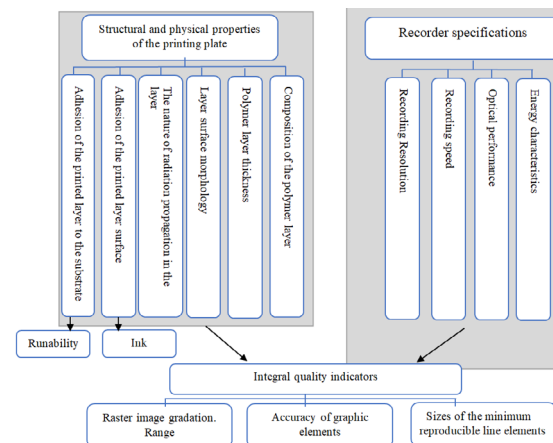 Structural and physical properties
of the printing plate
Recorder specifications
Adhesion of the printed layer to the substrate
Adhesion of the printed layer surface
The nature of radiation propagation in the
layer
Layer surface morphology
Polymer layer thickness
Composition of the polymer layer
Recording Resolution
Recording speed
Optical performance
Energy characteristics
Runability
Ink
Integral quality indicators
Raster image gradation.
Range
Accuracy of graphic
elements
Sizes of the minimum
reproducible line elements